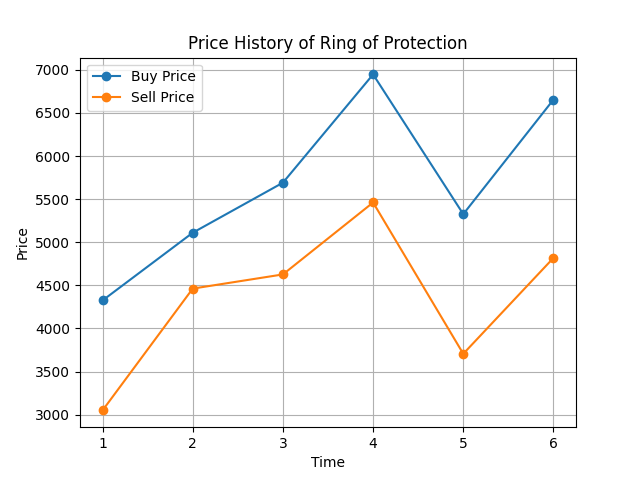 Price History of Ring of Protection
Buy Price
Sell Price
7000
6500
6000
5500
5000
4500
4000
3500
3000
Price
1 2 3 4 5 6
Time